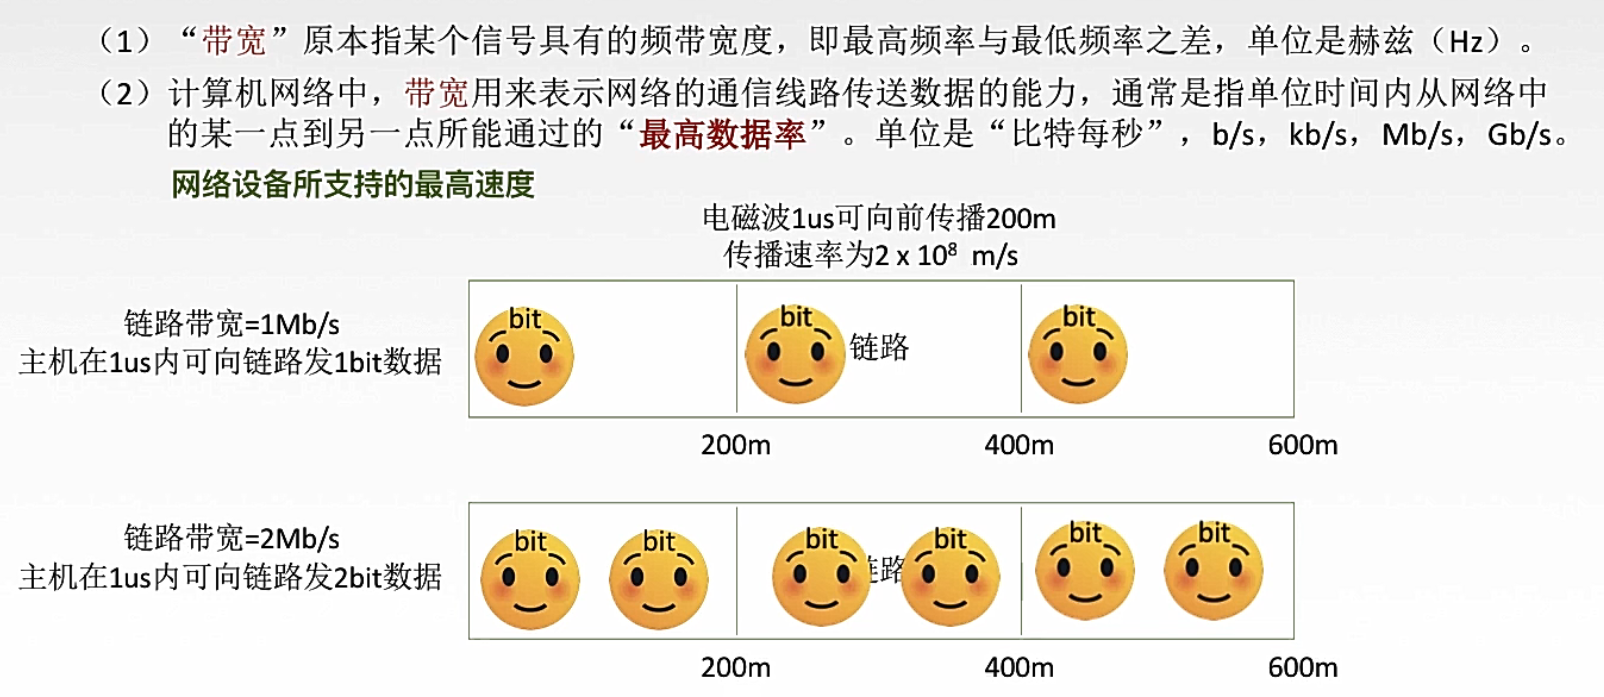 （1）“带宽”原本指某个信号具有的频带宽度，即最高频率与最低频率之差，单位是赫兹（Hz）。
（2）计算机网络中，带宽用来表示网络的通信线路传送数据的能力，通常是指单位时间内从网络中
的某一点到另一点所能通过的“最高数据率”。单位是“比特每秒”，b/s，kb/s，Mb/s，Gb/s。
网络设备所支持的最高速度
电磁波1us可向前传播200m
传播速率为2 x 10⁸ m/s
链路带宽=1Mb/s
主机在1us内可向链路发1bit数据
bit
bit
链路
bit
200m
400m
600m
链路带宽=2Mb/s
主机在1us内可向链路发2bit数据
bit
bit
bit
路
bit
bit
bit
200m
400m
600m